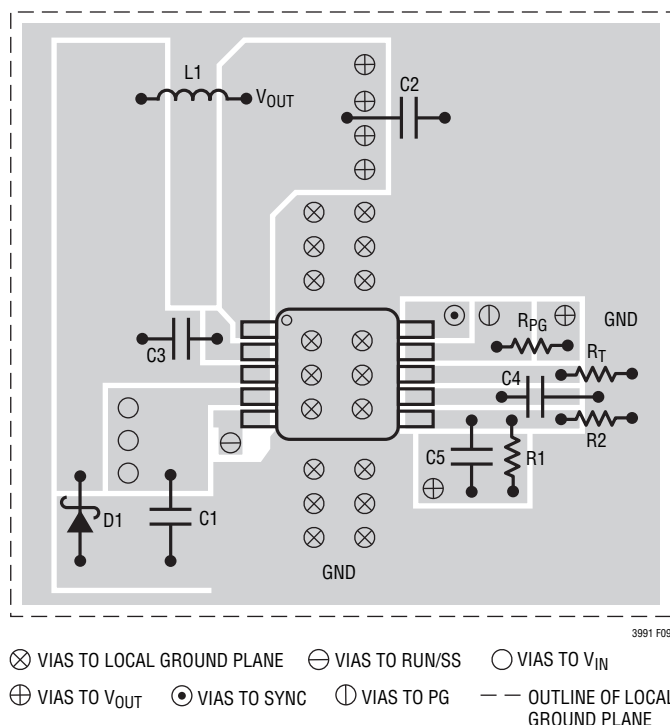 L1
VOUT
C2
C3
RPG
GND
RT
C4
R2
C5
R1
D1
C1
GND
3991 F09
VIAS TO LOCAL GROUND PLANE
VIAS TO RUN/SS
VIAS TO VIN
VIAS TO VOUT
VIAS TO SYNC
VIAS TO PG
OUTLINE OF LOCAL
GROUND PLANE